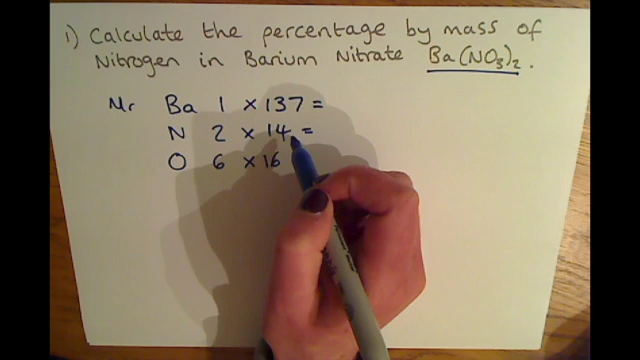 1) Calculate the percentage by mass of
Nitrogen in Barium Nitrate Ba(NO₃)₂.
Mr Ba 1 × 137 =
N 2 × 14 =
O 6 × 16